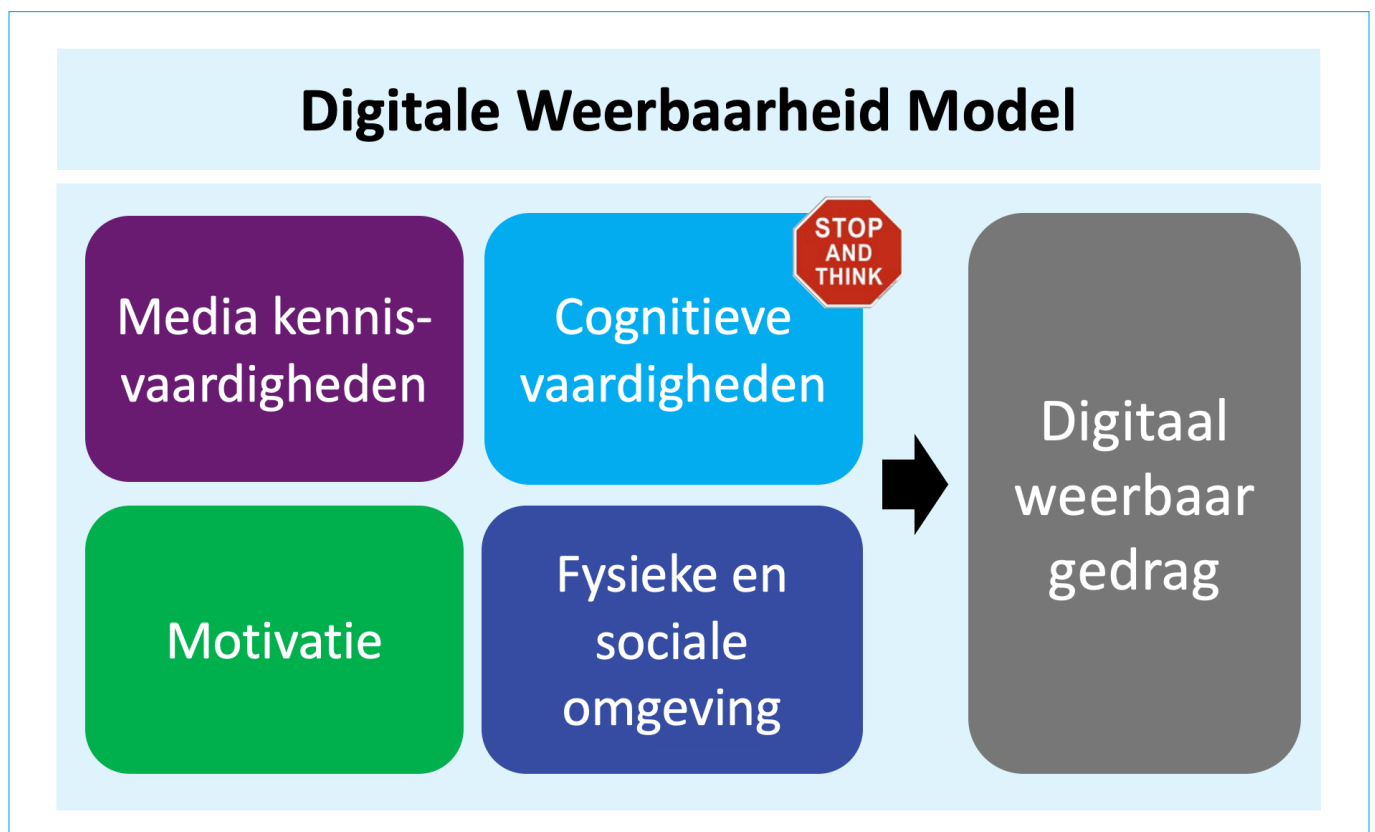 Digitale Weerbaarheid Model
Media kennis-
vaardigheden
Cognitieve
vaardigheden
STOP
AND
THINK
Motivatie
Fysieke en
sociale
omgeving
Digitaal
weerbaar
gedrag